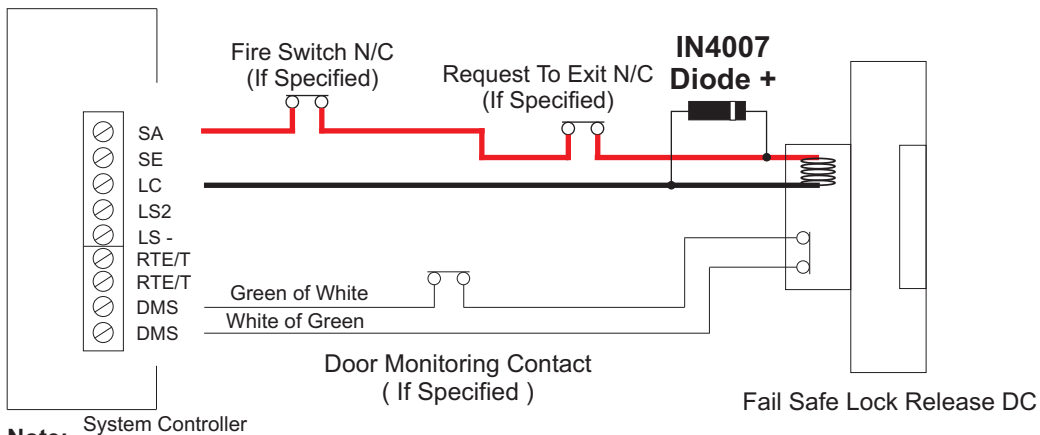 Fire Switch N/C
(If Specified)
Request To Exit N/C
(If Specified)
IN4007
Diode +
SA
SE
LC
LS2
LS -
RTE/T
RTE/T
DMS
DMS
Green of White
White of Green
Door Monitoring Contact
( If Specified )
Fail Safe Lock Release DC
System Controller
Note: